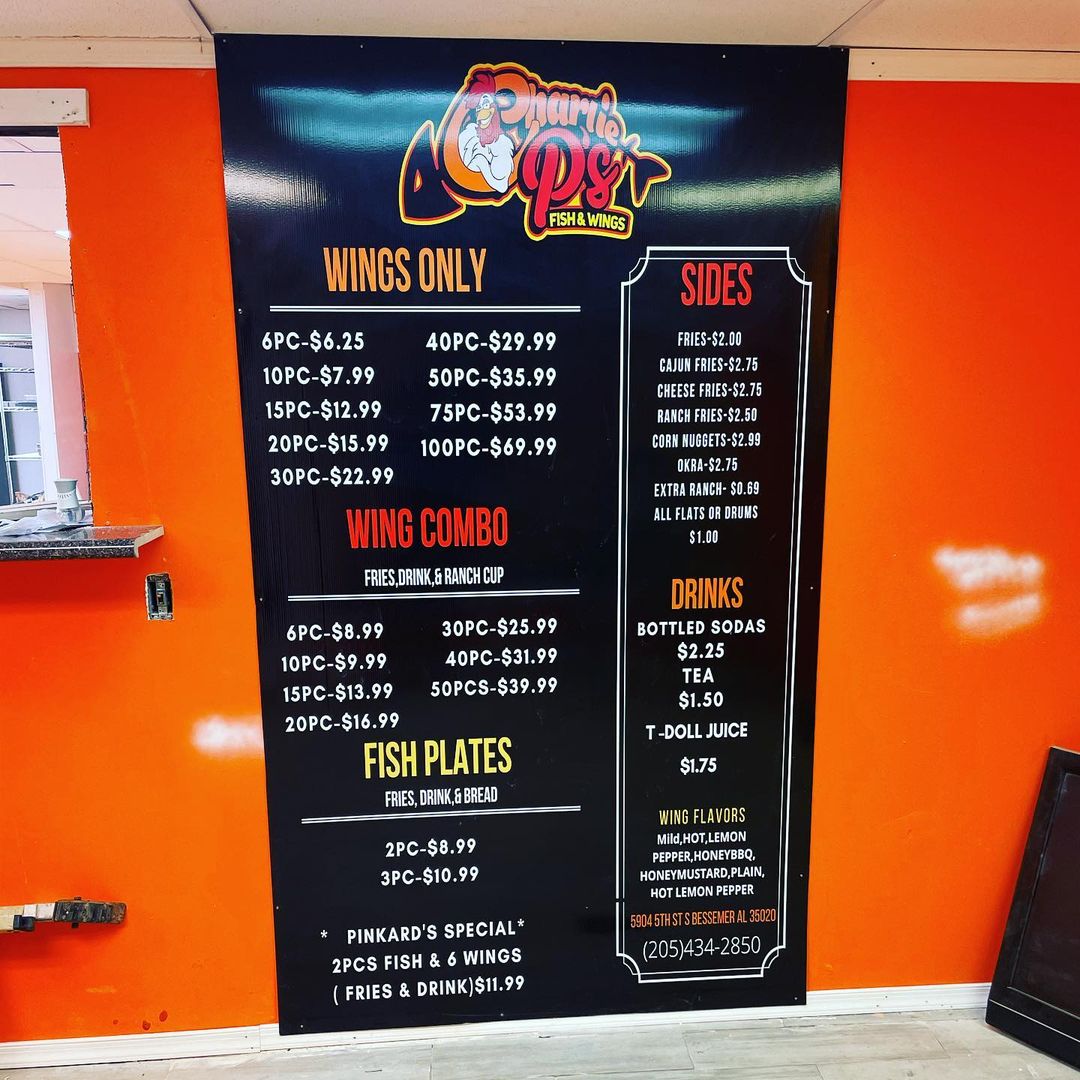 Charlie
P's
FISH & WINGS
WINGS ONLY
6PC-$6.25
10PC-$7.99
15PC-$12.99
20PC-$15.99
30PC-$22.99
40PC-$29.99
50PC-$35.99
75PC-$53.99
100PC-$69.99
WING COMBO
FRIES,DRINK,& RANCH CUP
6PC-$8.99
10PC-$9.99
15PC-$13.99
20PC-$16.99
30PC-$25.99
40PC-$31.99
50PCS-$39.99
FISH PLATES
FRIES, DRINK,& BREAD
2PC-$8.99
3PC-$10.99
* PINKARD'S SPECIAL*
2PCS FISH & 6 WINGS
( FRIES & DRINK)$11.99
SIDES
FRIES-$2.00
CAJUN FRIES-$2.75
CHEESE FRIES-$2.75
RANCH FRIES-$2.50
CORN NUGGETS-$2.99
OKRA-$2.75
EXTRA RANCH- $0.69
ALL FLATS OR DRUMS
$1.00
DRINKS
BOTTLED SODAS
$2.25
TEA
$1.50
T-DOLL JUICE
$1.75
WING FLAVORS
Mild,HOT,LEMON
PEPPER,HONEYBBQ,
HONEYMUSTARD,PLAIN,
HOT LEMON PEPPER
5904 5TH ST S BESSEMER AL 35020
(205)434-2850